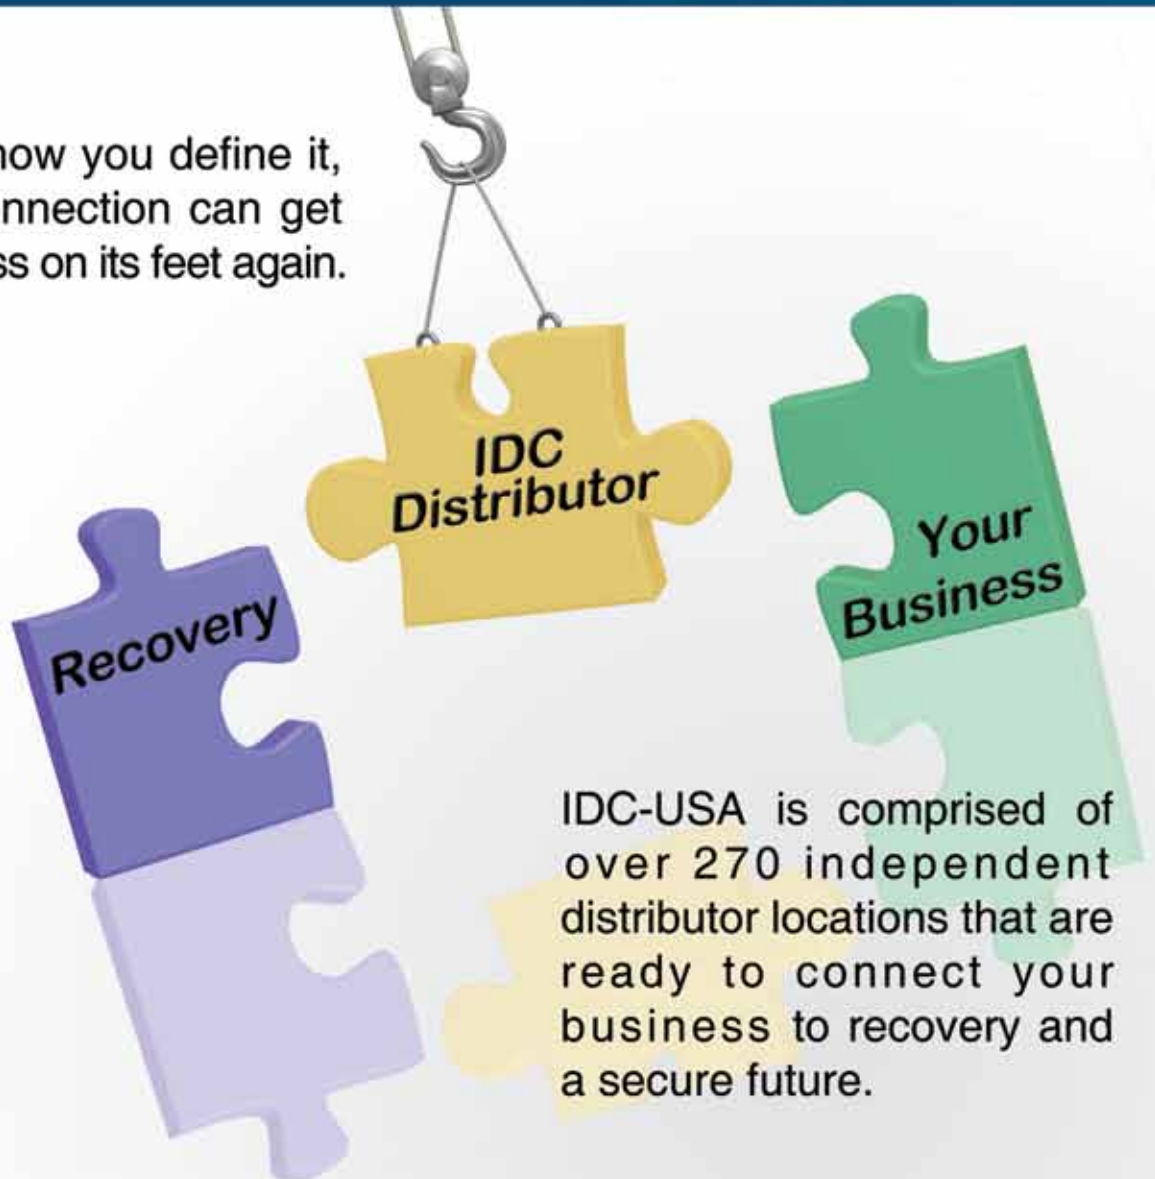 how you define it,
nnection can get
ss on its feet again.
IDC
Distributor
Your
Business
Recovery
IDC-USA is comprised of
over 270 independent
distributor locations that are
ready to connect your
business to recovery and
a secure future.